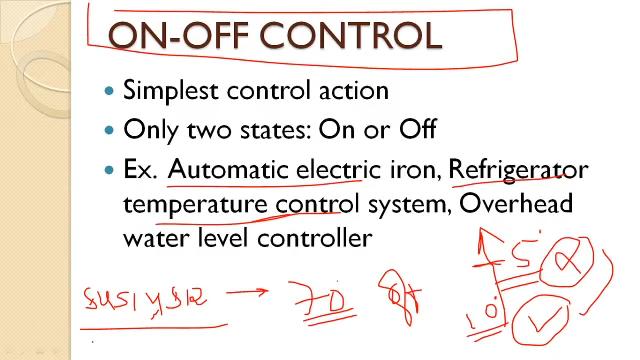 ON-OFF CONTROL
• Simplest control action
• Only two states: On or Off
• Ex. Automatic electric iron, Refrigerator
temperature control system, Overhead
water level controller
5°
10°
→ 70